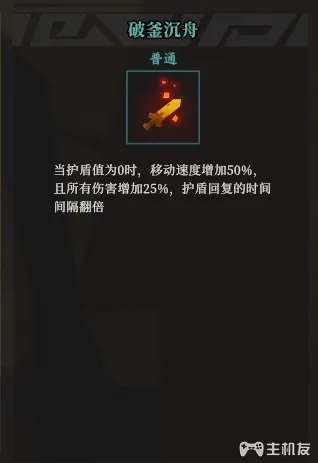 破釜沉舟
普通
当护盾值为0时，移动速度增加50%，
且所有伤害增加25%，护盾回复的时间
间隔翻倍
主机友